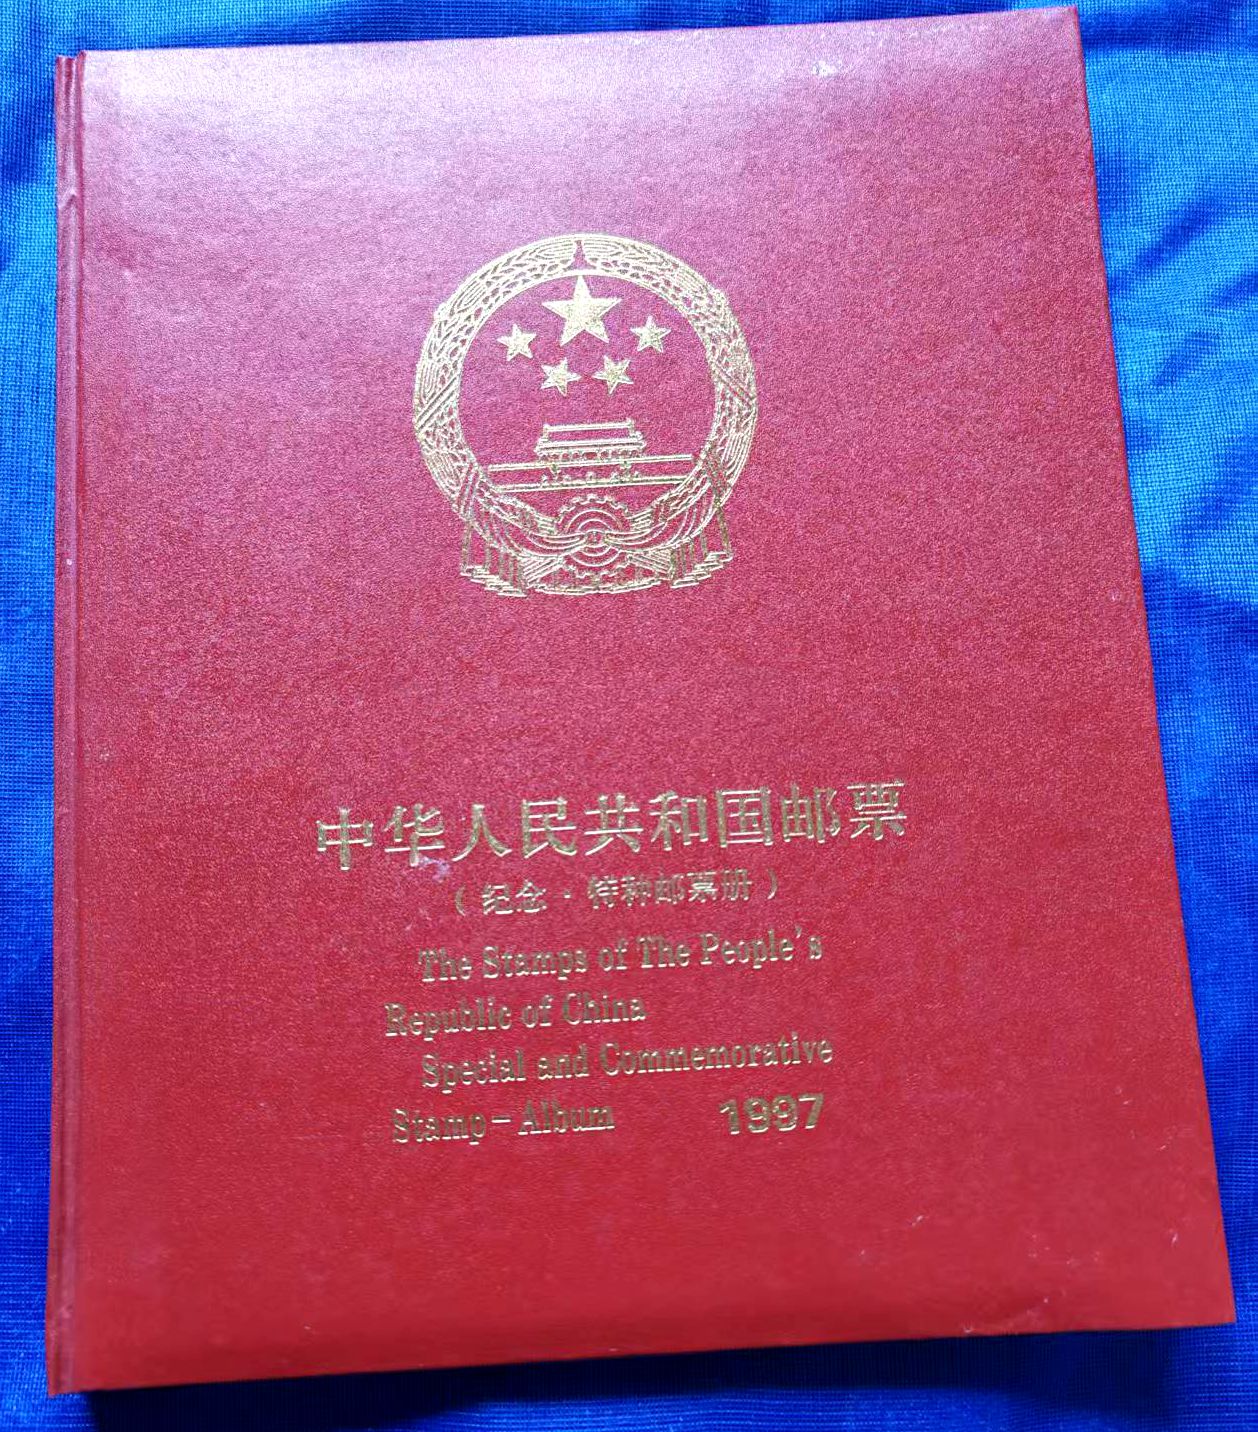 中华人民共和国邮票
（纪念·特种邮票册）
The Stamps of The People's
Republic of China
Special and Commemorative
Stamp-Album 1997